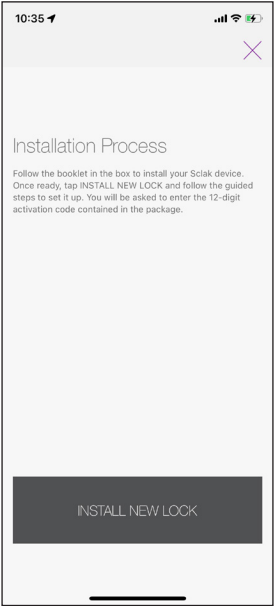 10:35
Installation Process
Follow the booklet in the box to install your Sclak device.
Once ready, tap INSTALL NEW LOCK and follow the guided
steps to set it up. You will be asked to enter the 12-digit
activation code contained in the package.
INSTALL NEW LOCK